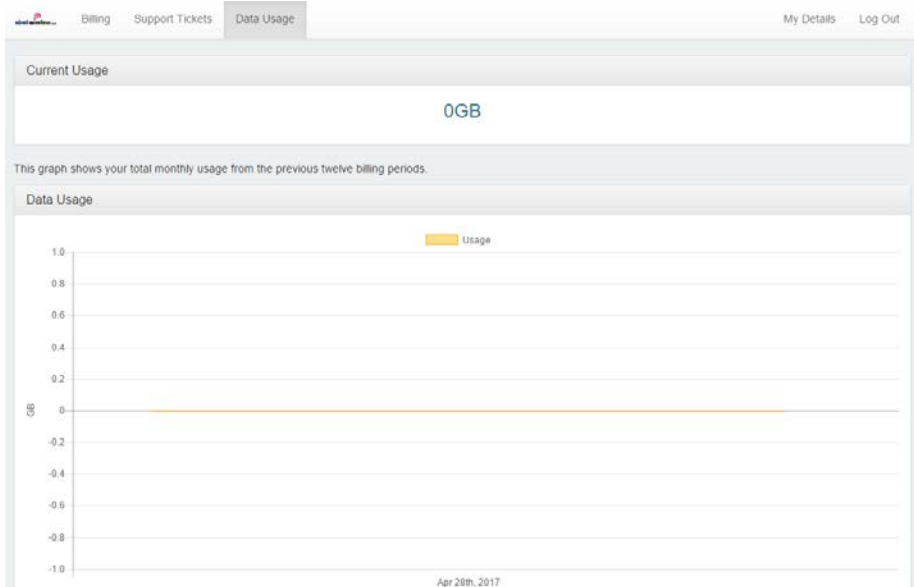 Billing Support Tickets Data Usage My Details Log Out
Current Usage
0GB
This graph shows your total monthly usage from the previous twelve billing periods.
Data Usage
Usage
1.0
0.8
0.6
0.4
0.2
GB
0
-0.2
-0.4
-0.6
-0.8
-1.0
Apr 28th, 2017